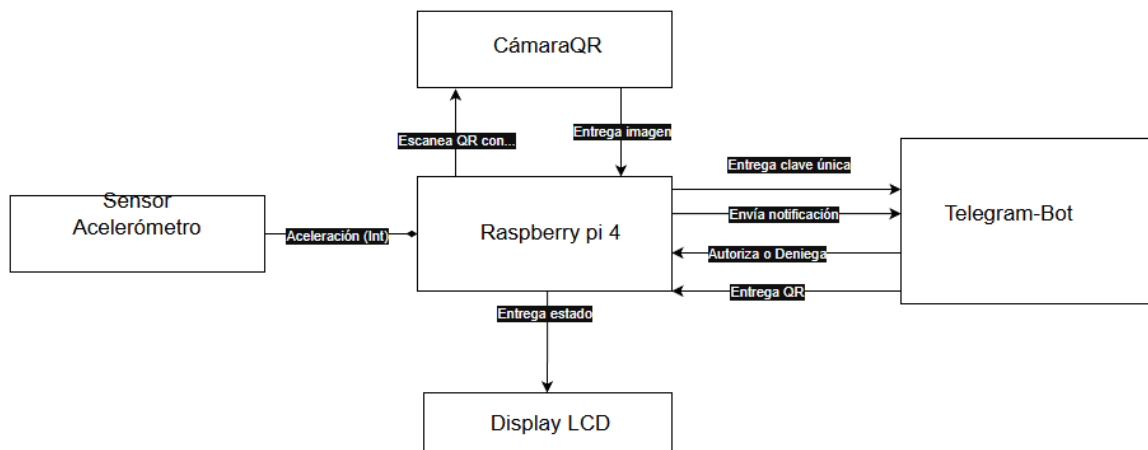 CámaraQR
Escanea QR con...
Entrega imagen
Entrega clave única
Sensor
Acelerómetro
Aceleración (Int)
Raspberry pi 4
Envía notificación
Telegram-Bot
Autoriza o Deniega
Entrega QR
Entrega estado
Display LCD